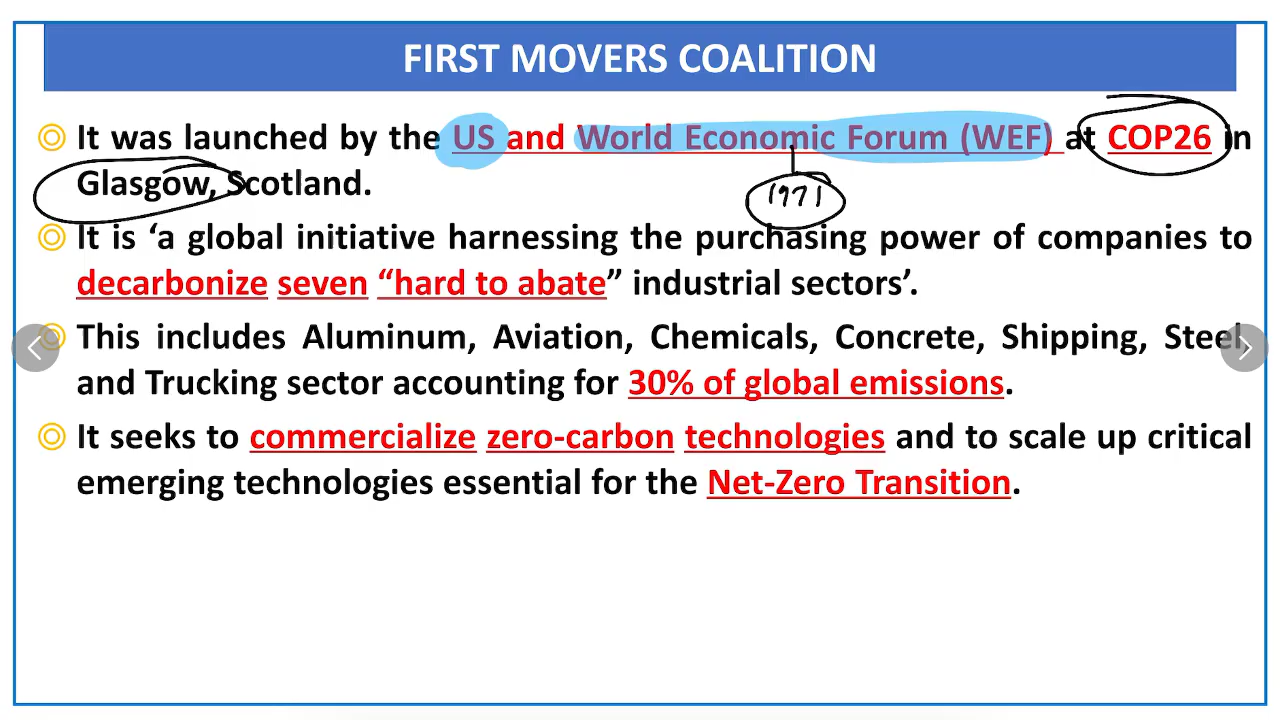 FIRST MOVERS COALITION
It was launched by the US and World Economic Forum (WEF) at COP26 in
Glasgow, Scotland.
1971
It is ‘a global initiative harnessing the purchasing power of companies to
decarbonize seven “hard to abate” industrial sectors’.
This includes Aluminum, Aviation, Chemicals, Concrete, Shipping, Steel,
and Trucking sector accounting for 30% of global emissions.
It seeks to commercialize zero-carbon technologies and to scale up critical
emerging technologies essential for the Net-Zero Transition.